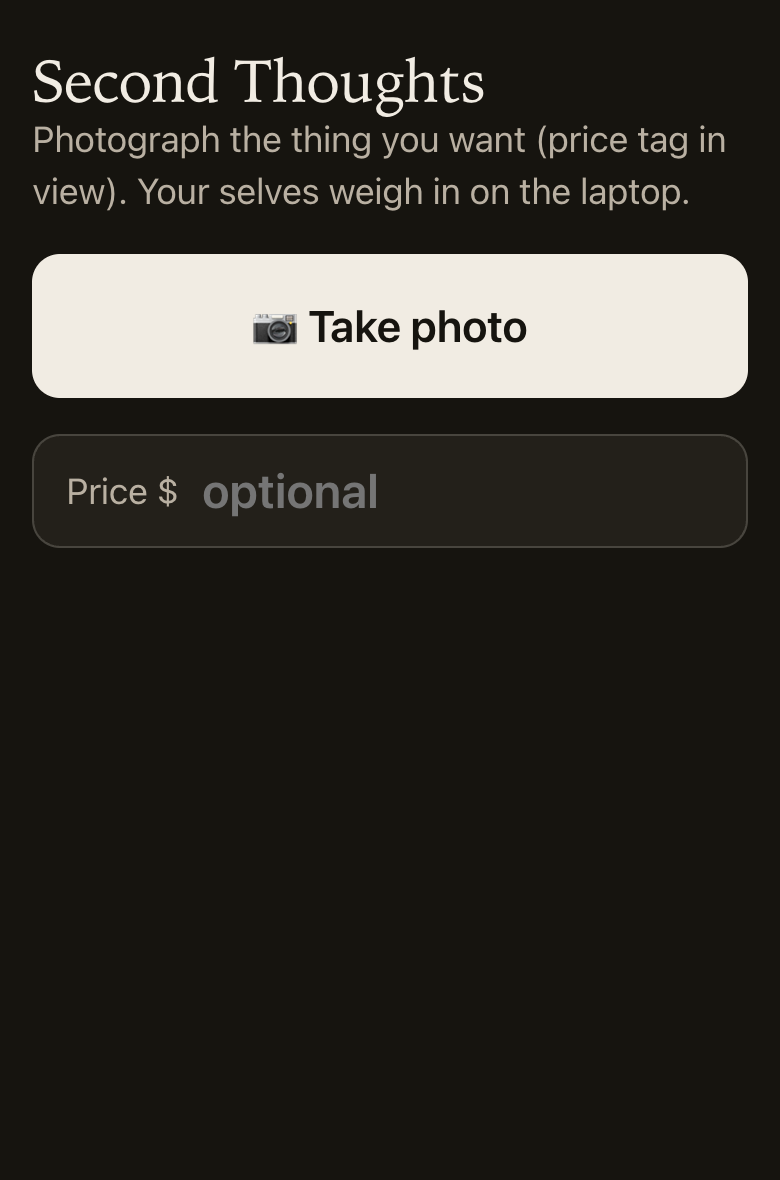 Second Thoughts
Photograph the thing you want (price tag in
view). Your selves weigh in on the laptop.
Take photo
Price $ optional